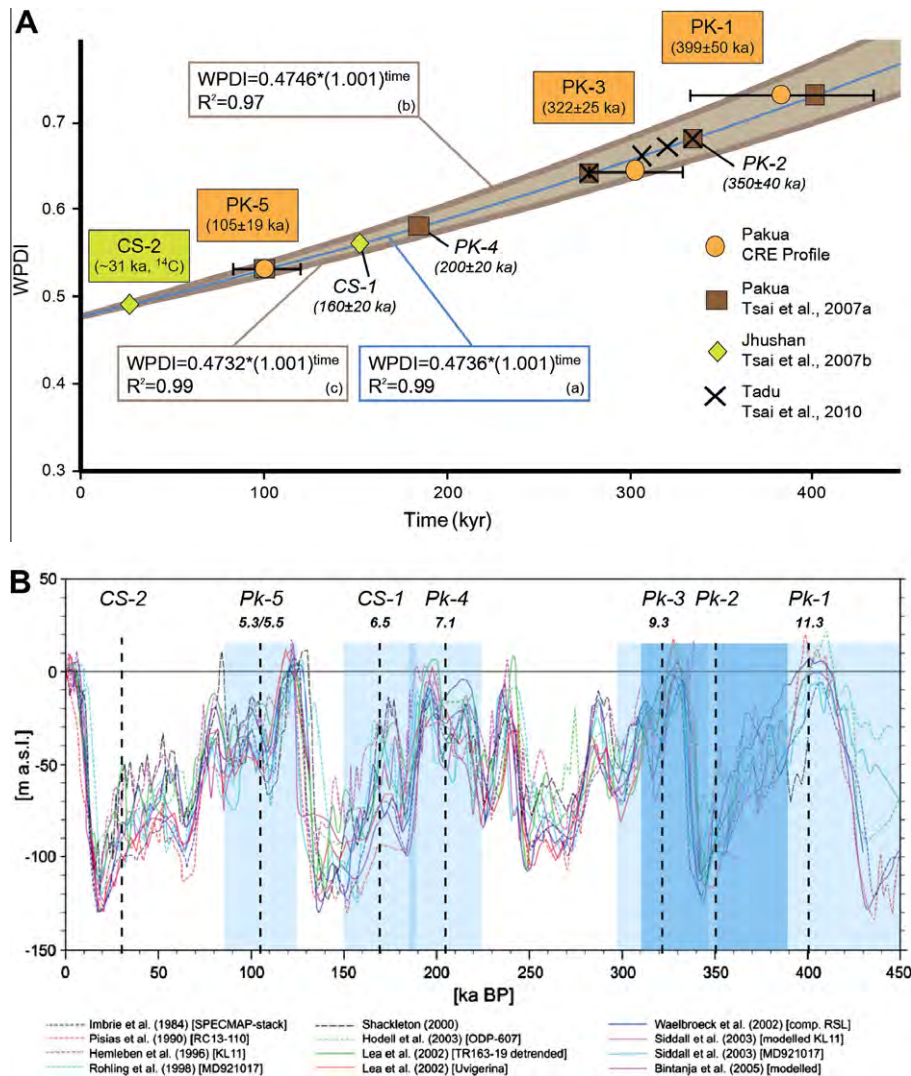 A
PK-1
(399±50 ka)
WPDI=0.4746*(1.001)time
R2=0.97
(b)
PK-3
(322±25 ka)
0.7
PK-2
(350±40 ka)
PK-5
(105±19 ka)
0.6
CS-2
(~31 ka, 14C)
PK-4
(200±20 ka)
WPDI
CS-1
(160±20 ka)
0.5
Pakua
CRE Profile
Pakua
Tsai et al., 2007a
WPDI=0.4732*(1.001)time
R2=0.99
(c)
WPDI=0.4736*(1.001)time
R2=0.99
(a)
Jhushan
Tsai et al., 2007b
0.4
Tadu
Tsai et al., 2010
0.3
0 100 200 300 400
Time (kyr)
B
50
CS-2 Pk-5 CS-1 Pk-4 Pk-3 Pk-2 Pk-1
5.3/5.5 6.5 7.1 9.3 11.3
0
[m a.s.l.]
-50
-100
-150
0 50 100 150 200 250 300 350 400 450
[ka BP]
Imbrie et al. (1984) [SPECMAP-stack] Shackleton (2000) Waelbroeck et al. (2002) [comp. RSL]
Pisias et al. (1990) [RC13-110] Hodell et al. (2003) [ODP-607] Siddall et al. (2003) [modelled KL11]
Hemleben et al. (1996) [KL11] Lea et al. (2002) [TR163-19 detrended] Siddall et al. (2003) [MD921017]
Rohling et al. (1998) [MD921017] Lea et al. (2002) [Uvigerina] Bintanja et al. (2005) [modelled]